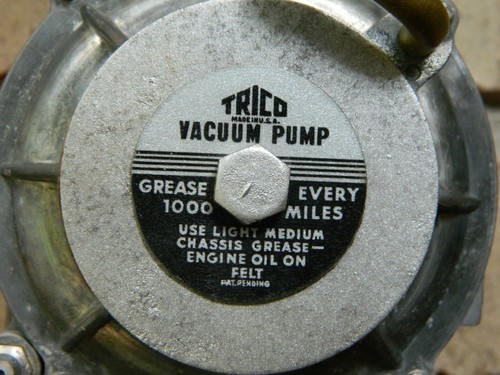 TRICO
MADE IN U.S.A.
VACUUM PUMP
GREASE EVERY
1000 MILES
USE LIGHT MEDIUM
CHASSIS GREASE—
ENGINE OIL ON
FELT
PAT. PENDING